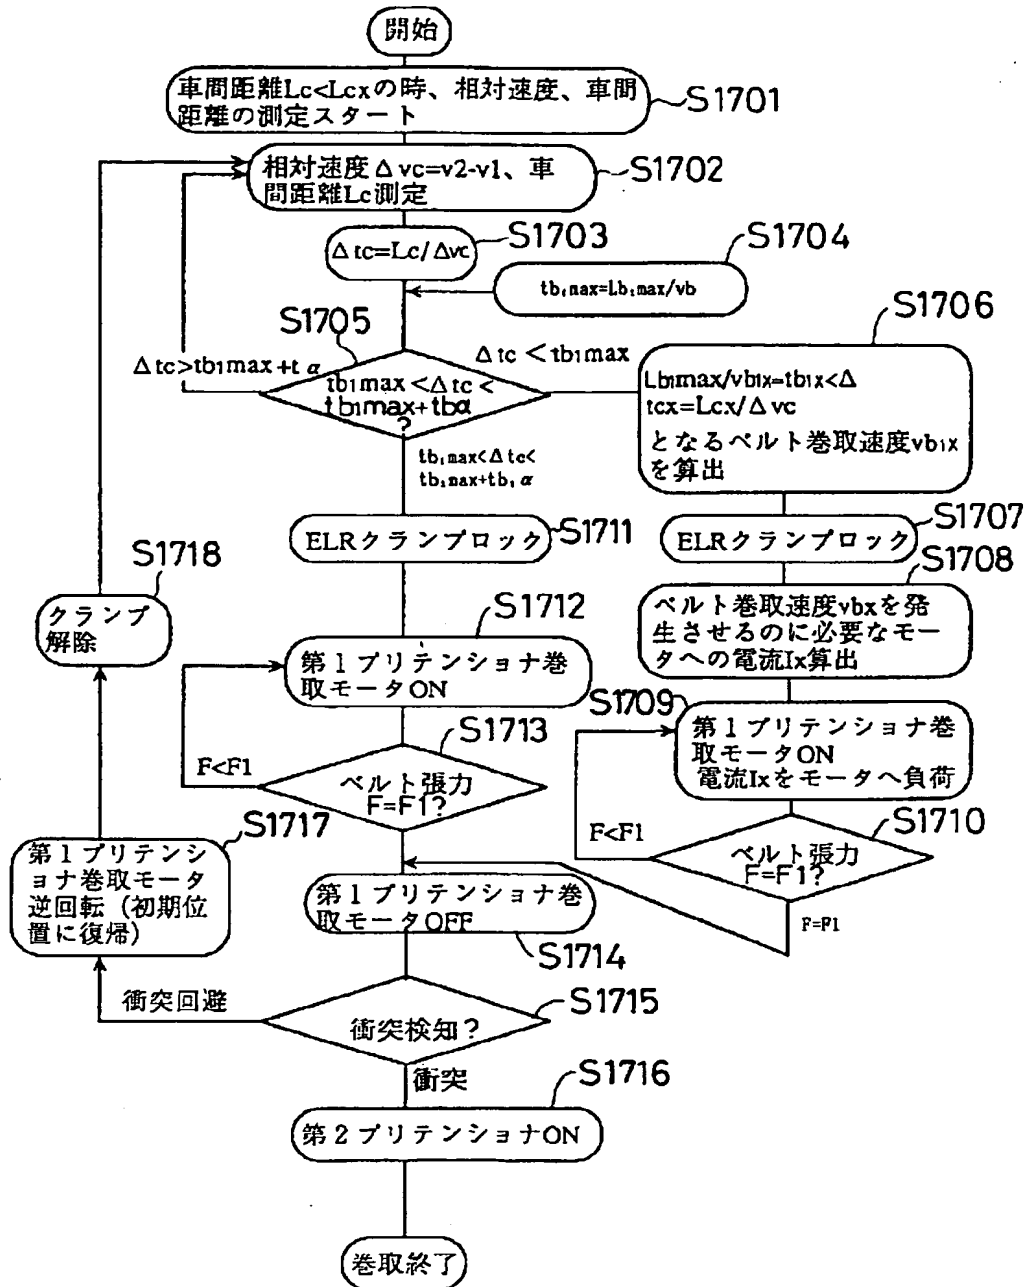 開始
車間距離Lc<Lcxの時、相対速度、車間
距離の測定スタート
S1701
相対速度Δvc=v2-v1、車
間距離Lc測定
S1702
Δtc=Lc/Δvc
S1703
S1704
tb₁max=Lb₁max/vb
S1705
Δtc>tb1max+tα
tb1max<Δtc<
tb1max+tbα
?
Δtc<tb1max
S1706
Lb1max/vb1x=tb1x<Δ
tcx=Lcx/Δvc
となるベルト巻取速度vb1x
を算出
tb₁max<Δtc<
tb₁max+tb₁α
ELRクランプロック
S1711
ELRクランプロック
S1707
S1708
ベルト巻取速度vbxを発
生させるのに必要なモー
タへの電流Ix算出
S1718
クランプ
解除
S1712
第1プリテンショナ巻
取モータON
S1709
第1プリテンショナ巻
取モータON
電流Ixをモータへ負荷
S1713
F<F1
ベルト張力
F=F1?
F<F1
S1710
ベルト張力
F=F1?
F=F1
S1717
第1プリテンシ
ョナ巻取モータ
逆回転(初期位
置に復帰)
第1プリテンショナ巻
取モータOFF
S1714
衝突回避
衝突検知?
S1715
衝突
S1716
第2プリテンショナON
巻取終了